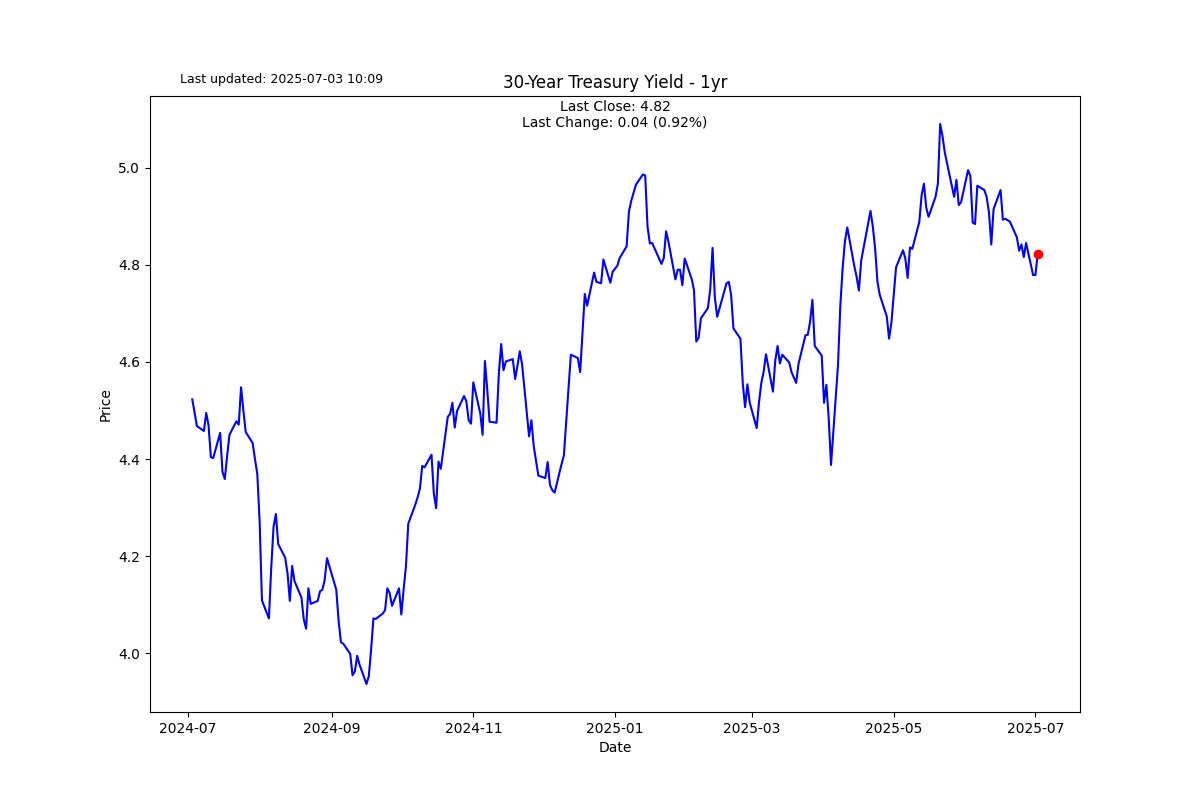 Last updated: 2025-07-03 10:09
30-Year Treasury Yield - 1yr
Last Close: 4.82
Last Change: 0.04 (0.92%)
Price
5.0
4.8
4.6
4.4
4.2
4.0
2024-07 2024-09 2024-11 2025-01 2025-03 2025-05 2025-07
Date